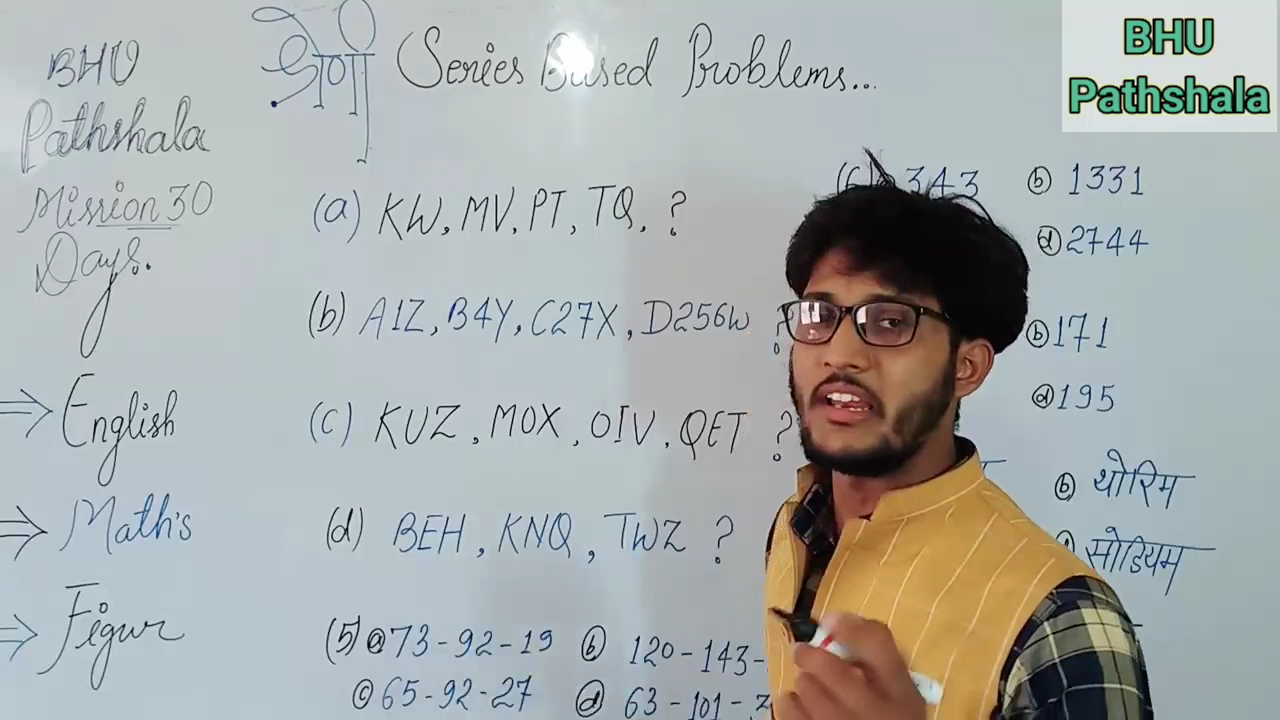 BHU
Pathshala
BHU
Pathshala
Mission 30
Days.
श्रेणी Series Based Problems...
(a) KW, MV, PT, TQ, ?
(b) A1Z, B4Y, C27X, D256W ?
(c) KUZ, MOX, OIV, QET ?
(d) BEH, KNQ, TWZ ?
⇒ English
⇒ Math's
⇒ Figur
(5) ⓐ 73-92-19 ⓑ 120-143-
ⓒ 65-92-27 ⓓ 63-101-
343 ⓑ 1331
ⓓ 2744
ⓑ 171
ⓓ 195
ⓑ थोरिम
सोडियम